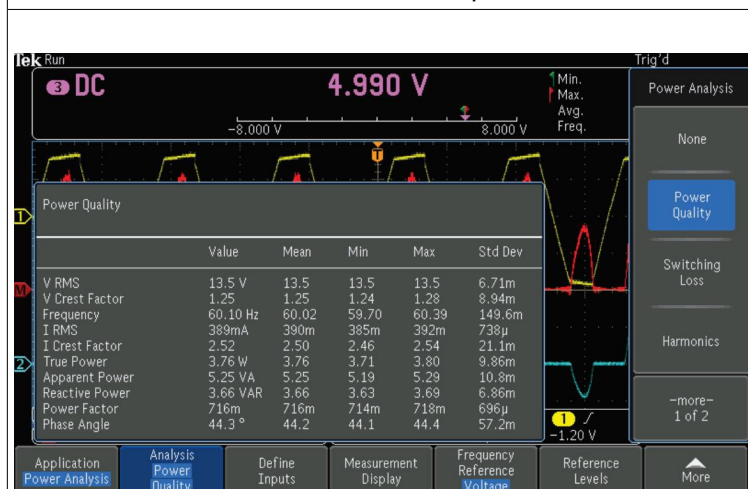 Tek Run Trig'd
3 DC 4.990 V
Min.
Max.
Avg.
Freq.
-8.000 V 8.000 V
Power Analysis
None
Power
Quality
Switching
Loss
Harmonics
-more-
1 of 2
T
1
M
2
Power Quality
Value Mean Min Max Std Dev
V RMS 13.5 V 13.5 13.5 13.5 6.71m
V Crest Factor 1.25 1.25 1.24 1.28 8.94m
Frequency 60.10 Hz 60.02 59.70 60.39 149.6m
I RMS 389mA 390m 385m 392m 738µ
I Crest Factor 2.52 2.50 2.46 2.54 21.1m
True Power 3.76 W 3.76 3.71 3.80 9.86m
Apparent Power 5.25 VA 5.25 5.19 5.29 10.8m
Reactive Power 3.66 VAR 3.66 3.63 3.69 6.86m
Power Factor 716m 716m 714m 718m 696µ
Phase Angle 44.3 ° 44.2 44.1 44.4 57.2m
1
-1.20 V
Application
Power Analysis
Analysis
Power
Quality
Define
Inputs
Measurement
Display
Frequency
Reference
Voltage
Reference
Levels
More